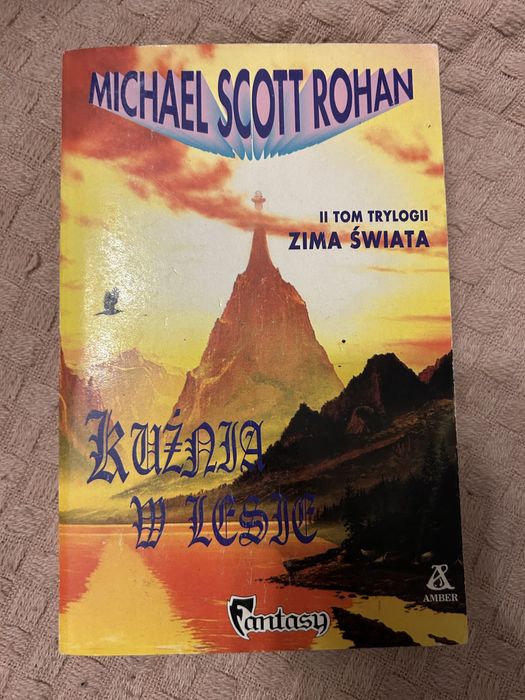 MICHAEL SCOTT ROHAN
II TOM TRYLOGII
ZIMA ŚWIATA
KUŹNIA
W LESIE
AMBER
Fantasy